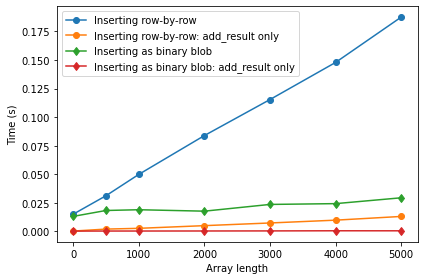 Inserting row-by-row
Inserting row-by-row: add_result only
Inserting as binary blob
Inserting as binary blob: add_result only
Time (s)
0.175
0.150
0.125
0.100
0.075
0.050
0.025
0.000
0 1000 2000 3000 4000 5000
Array length